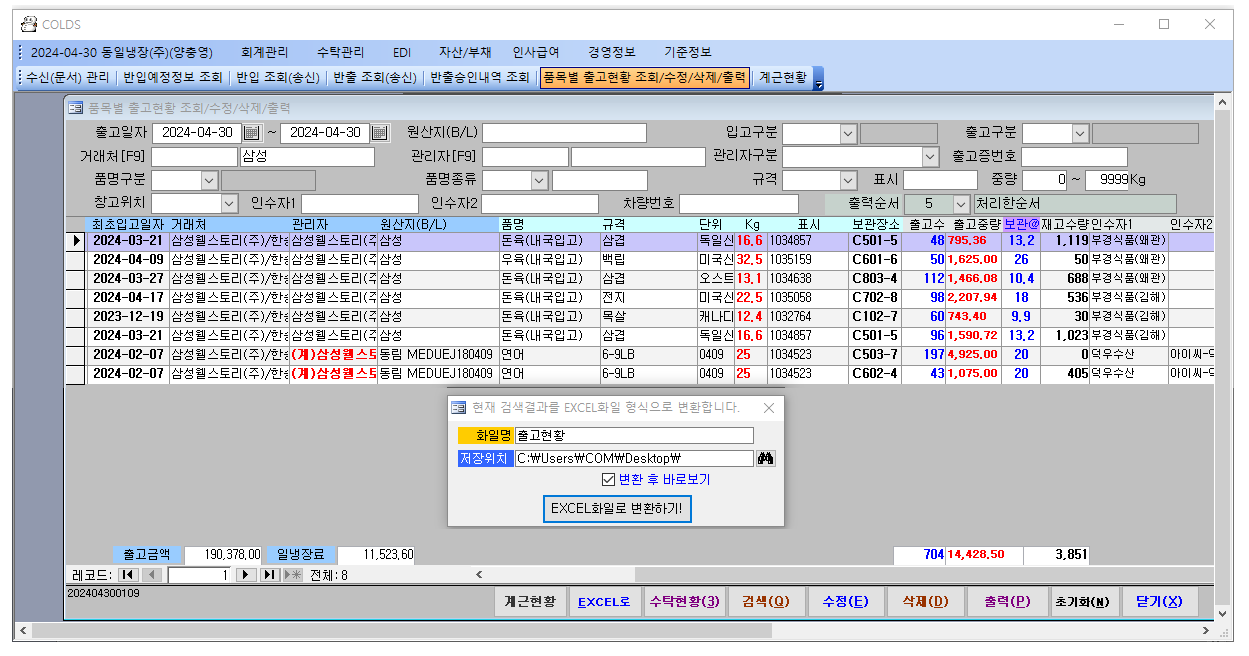 COLDS
2024-04-30 동일냉장(주)(양충영) 회계관리 수탁관리 EDI 자산/부채 인사급여 경영정보 기준정보
수신(문서) 관리 반입예정정보 조회 반입 조회(송신) 반출 조회(송신) 반출승인내역 조회 품목별 출고현황 조회/수정/삭제/출력 계근현황
품목별 출고현황 조회/수정/삭제/출력
출고일자 2024-04-30 ~ 2024-04-30 원산지(B/L) 입고구분 출고구분
거래처[F9] 삼성 관리자[F9] 관리자구분 출고증번호
품명구분 품명종류 규격 표시 중량 0 ~ 9999Kg
창고위치 인수자1 인수자2 차량번호 출력순서 5 처리한순서
최초입고일자 거래처 관리자 원산지(B/L) 품명 규격 단위 Kg 표시 보관장소 출고수 출고중량 보관@ 재고수량 인수자1 인수자2
2024-03-21 삼성웰스토리(주)/한 삼성웰스토리(주 삼성 돈육(내국입고) 삼겹 독일산 16.6 1034857 C501-5 48 795.36 13.2 1,119 부경식품(왜관)
2024-04-09 삼성웰스토리(주)/한 삼성웰스토리(주 삼성 우육(내국입고) 백립 미국산 32.5 1035159 C601-6 50 1,625.00 26 50 부경식품(왜관)
2024-03-27 삼성웰스토리(주)/한 삼성웰스토리(주 삼성 돈육(내국입고) 삼겹 오스트 13.1 1034638 C803-4 112 1,466.08 10.4 688 부경식품(왜관)
2024-04-17 삼성웰스토리(주)/한 삼성웰스토리(주 삼성 돈육(내국입고) 전지 미국산 22.5 1035058 C702-8 98 2,207.94 18 536 부경식품(김해)
2023-12-19 삼성웰스토리(주)/한 삼성웰스토리(주 삼성 돈육(내국입고) 목살 캐나다 12.4 1032764 C102-7 60 743.40 9.9 30 부경식품(김해)
2024-03-21 삼성웰스토리(주)/한 삼성웰스토리(주 삼성 돈육(내국입고) 삼겹 독일산 16.6 1034857 C501-5 96 1,590.72 13.2 1,023 부경식품(김해)
2024-02-07 삼성웰스토리(주)/한 (계)삼성웰스토 동림 MEDUEJ180409 연어 6-9LB 0409 25 1034523 C503-7 197 4,925.00 20 0 덕우수산 아이씨-
2024-02-07 삼성웰스토리(주)/한 (계)삼성웰스토 동림 MEDUEJ180409 연어 6-9LB 0409 25 1034523 C602-4 43 1,075.00 20 405 덕우수산 아이씨-
현재 검색결과를 EXCEL화일 형식으로 변환합니다.
화일명 출고현황
저장위치 C:₩Users₩COM₩Desktop₩
변환 후 바로보기
EXCEL화일로 변환하기!
출고금액 190,378.00 일냉장료 11,523.60 704 14,428.50 3,851
레코드: 1 전체: 8
202404300109
계근현황 EXCEL로 수탁현황(3) 검색(Q) 수정(E) 삭제(D) 출력(P) 초기화(N) 닫기(X)